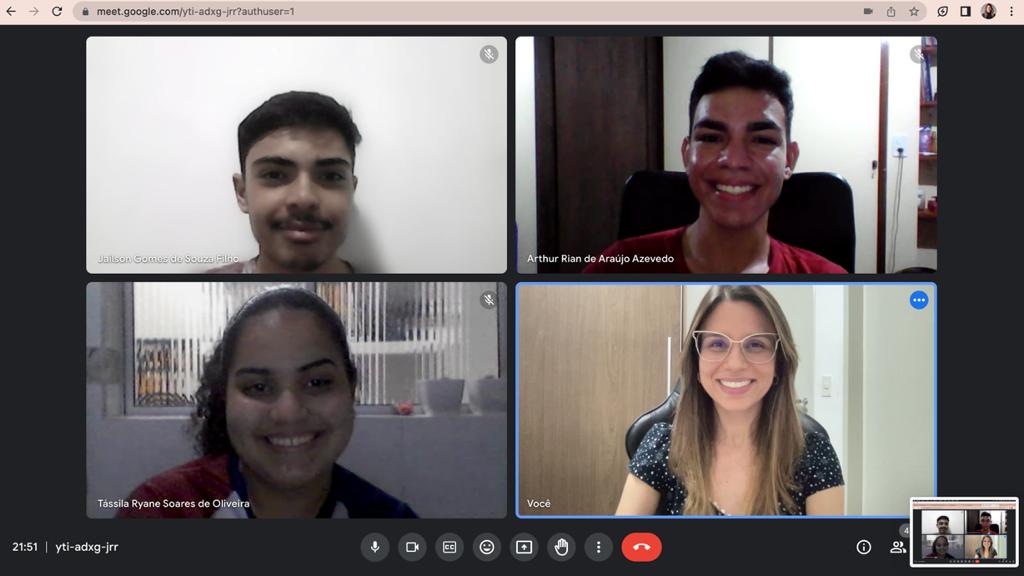 meet.google.com/yti-adxg-jrr?authuser=1
Jailson Gomes de Souza Filho
Arthur Rian de Araújo Azevedo
Tássila Ryane Soares de Oliveira
Você
21:51 | yti-adxg-jrr
4